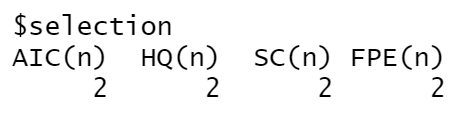 $selection
AIC(n)  HQ(n)  SC(n) FPE(n)
     2      2      2      2